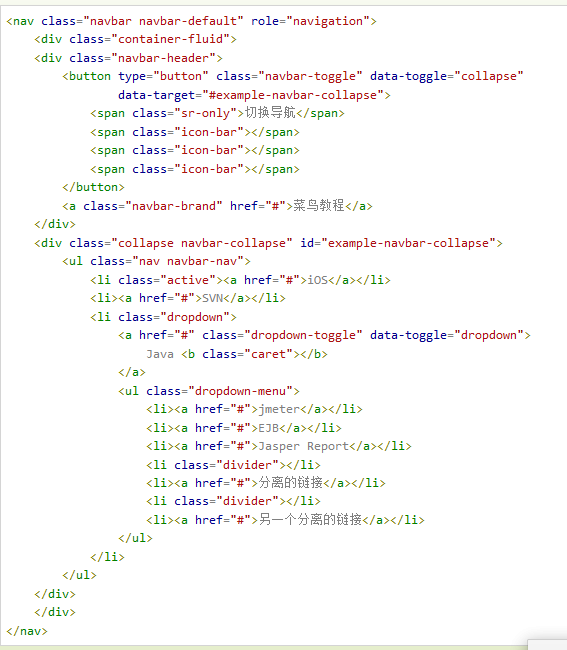 <nav class="navbar navbar-default" role="navigation">
    <div class="container-fluid">
    <div class="navbar-header">
        <button type="button" class="navbar-toggle" data-toggle="collapse"
                data-target="#example-navbar-collapse">
            <span class="sr-only">切换导航</span>
            <span class="icon-bar"></span>
            <span class="icon-bar"></span>
            <span class="icon-bar"></span>
        </button>
        <a class="navbar-brand" href="#">菜鸟教程</a>
    </div>
    <div class="collapse navbar-collapse" id="example-navbar-collapse">
        <ul class="nav navbar-nav">
            <li class="active"><a href="#">iOS</a></li>
            <li><a href="#">SVN</a></li>
            <li class="dropdown">
                <a href="#" class="dropdown-toggle" data-toggle="dropdown">
                    Java <b class="caret"></b>
                </a>
                <ul class="dropdown-menu">
                    <li><a href="#">jmeter</a></li>
                    <li><a href="#">EJB</a></li>
                    <li><a href="#">Jasper Report</a></li>
                    <li class="divider"></li>
                    <li><a href="#">分离的链接</a></li>
                    <li class="divider"></li>
                    <li><a href="#">另一个分离的链接</a></li>
                </ul>
            </li>
        </ul>
    </div>
    </div>
</nav>